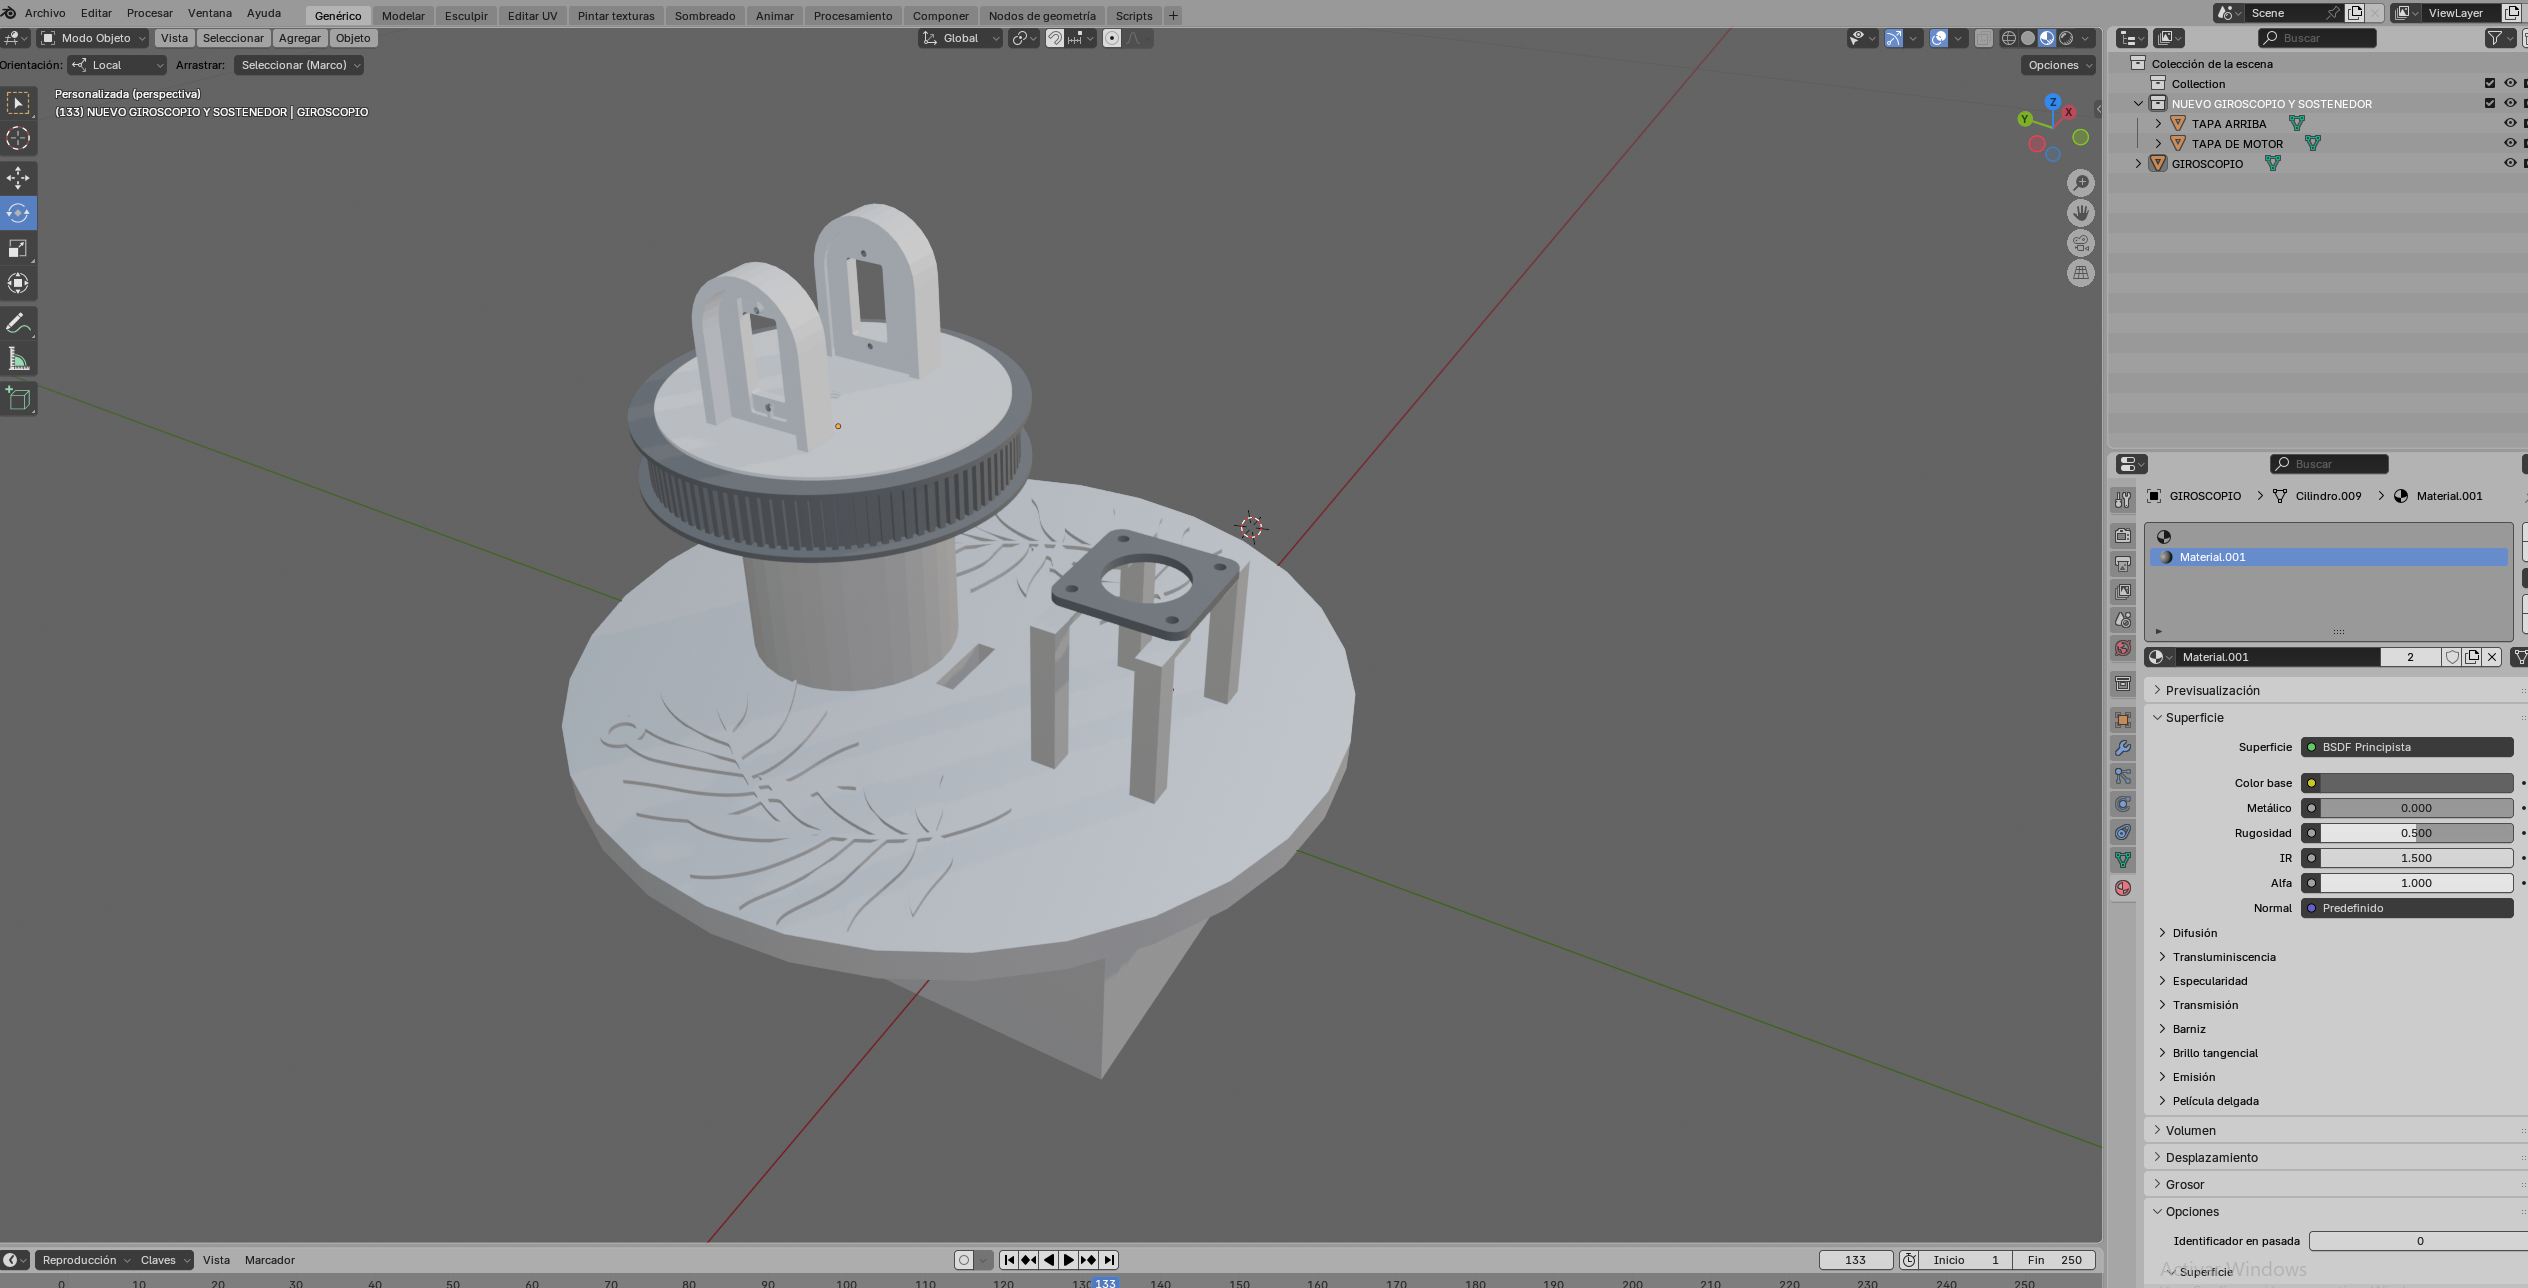 Archivo Editar Procesar Ventana Ayuda Genérico Modelar Esculpir Editar UV Pintar texturas Sombreado Animar Procesamiento Componer Nodos de geometría Scripts + Scene ViewLayer
Modo Objeto Vista Seleccionar Agregar Objeto Global Buscar
Orientación: Local Arrastrar: Seleccionar (Marco) Opciones
Personalizada (perspectiva)
(133) NUEVO GIROSCOPIO Y SOSTENEDOR | GIROSCOPIO
Z
X
Y
Colección de la escena
Collection
NUEVO GIROSCOPIO Y SOSTENEDOR
TAPA ARRIBA
TAPA DE MOTOR
GIROSCOPIO
Buscar
GIROSCOPIO > Cilindro.009 > Material.001
Material.001
Material.001 2
Previsualización
Superficie
Superficie BSDF Principista
Color base
Metálico 0.000
Rugosidad 0.500
IR 1.500
Alfa 1.000
Normal Predefinido
Difusión
Transluminiscencia
Especularidad
Transmisión
Barniz
Brillo tangencial
Emisión
Película delgada
Volumen
Desplazamiento
Grosor
Opciones
Identificador en pasada 0
Superficie
Activar Windows
Reproducción Claves Vista Marcador 133 Inicio 1 Fin 250
0 10 20 30 40 50 60 70 80 90 100 110 120 130 133 140 150 160 170 180 190 200 210 220 230 240 250